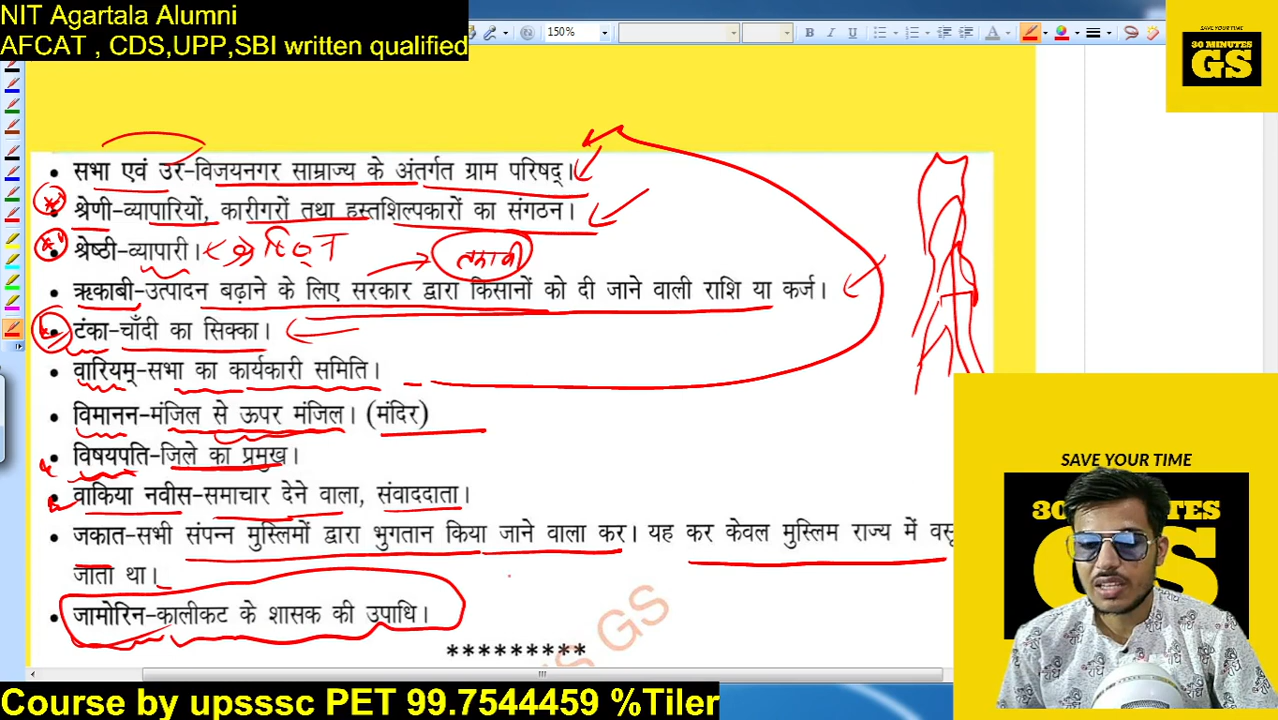 NIT Agartala Alumni
AFCAT , CDS,UPP,SBI written qualified
150%
B I U
SAVE YOUR TIME
30 MINUTES
GS
• सभा एवं उर-विजयनगर साम्राज्य के अंतर्गत ग्राम परिषद्।
• श्रेणी-व्यापारियों, कारीगरों तथा हस्तशिल्पकारों का संगठन।
• श्रेष्ठी-व्यापारी।
• ऋकाबी-उत्पादन बढ़ाने के लिए सरकार द्वारा किसानों को दी जाने वाली राशि या कर्ज।
• टंका-चाँदी का सिक्का।
• वारियम्-सभा का कार्यकारी समिति।
• विमानन-मंजिल से ऊपर मंजिल। (मंदिर)
• विषयपति-जिले का प्रमुख।
• वाकिया नवीस-समाचार देने वाला, संवाददाता।
जकात-सभी संपन्न मुस्लिमों द्वारा भुगतान किया जाने वाला कर। यह कर केवल मुस्लिम राज्य में
जाता था।
• जामोरिन-कालीकट के शासक की उपाधि।
GS
*********
SAVE YOUR TIME
Course by upsssc PET 99.7544459 %Tiler